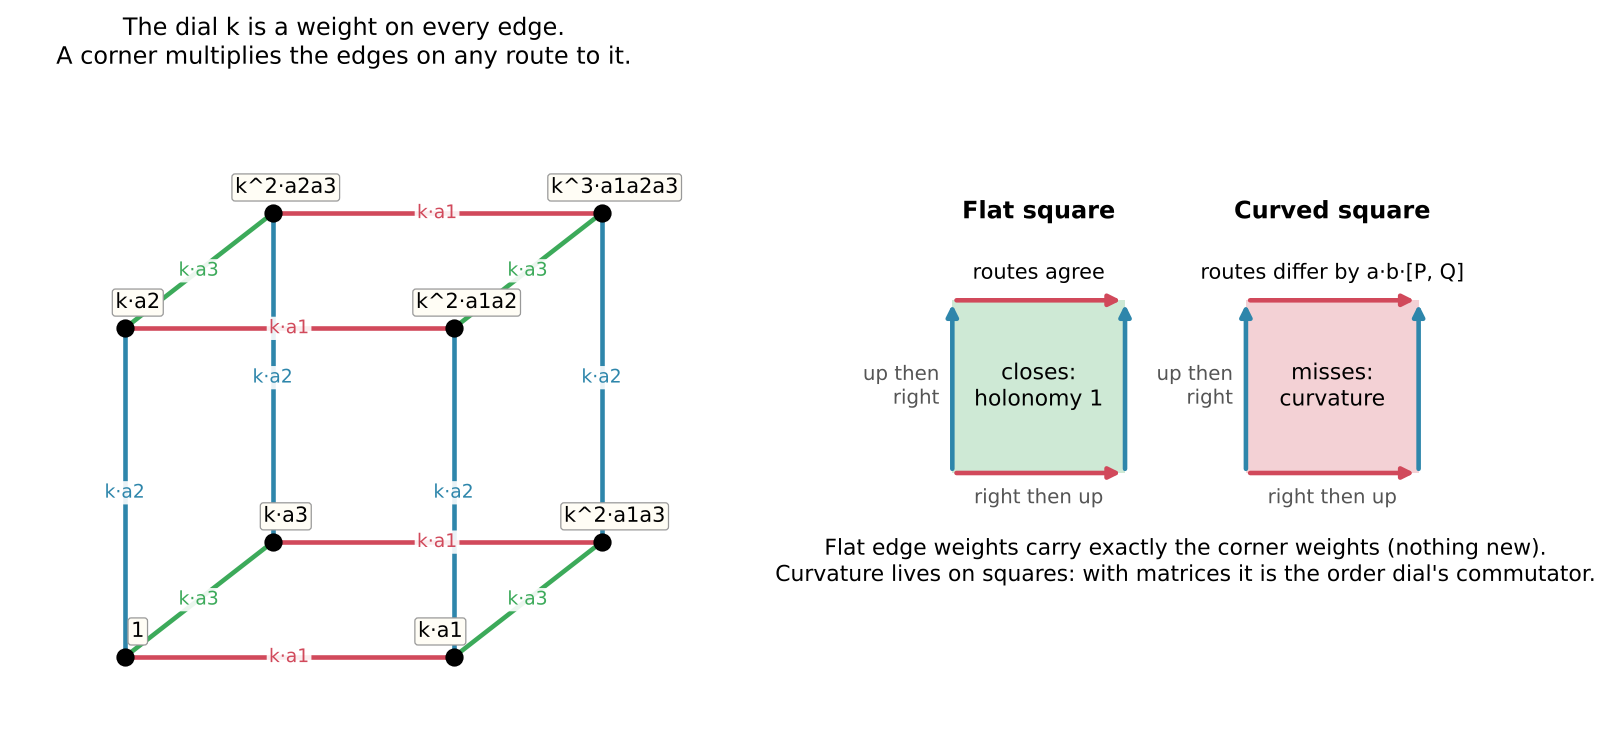 The dial k is a weight on every edge.
A corner multiplies the edges on any route to it.
k^2·a2a3
k^3·a1a2a3
k·a1
k·a3
k·a3
k·a2
k^2·a1a2
k·a1
k·a2
k·a2
k·a2
k·a2
k·a3
k^2·a1a3
k·a1
k·a3
k·a3
1
k·a1
k·a1
Flat square
routes agree
up then
right
closes:
holonomy 1
right then up
Curved square
routes differ by a·b·[P, Q]
up then
right
misses:
curvature
right then up
Flat edge weights carry exactly the corner weights (nothing new).
Curvature lives on squares: with matrices it is the order dial's commutator.